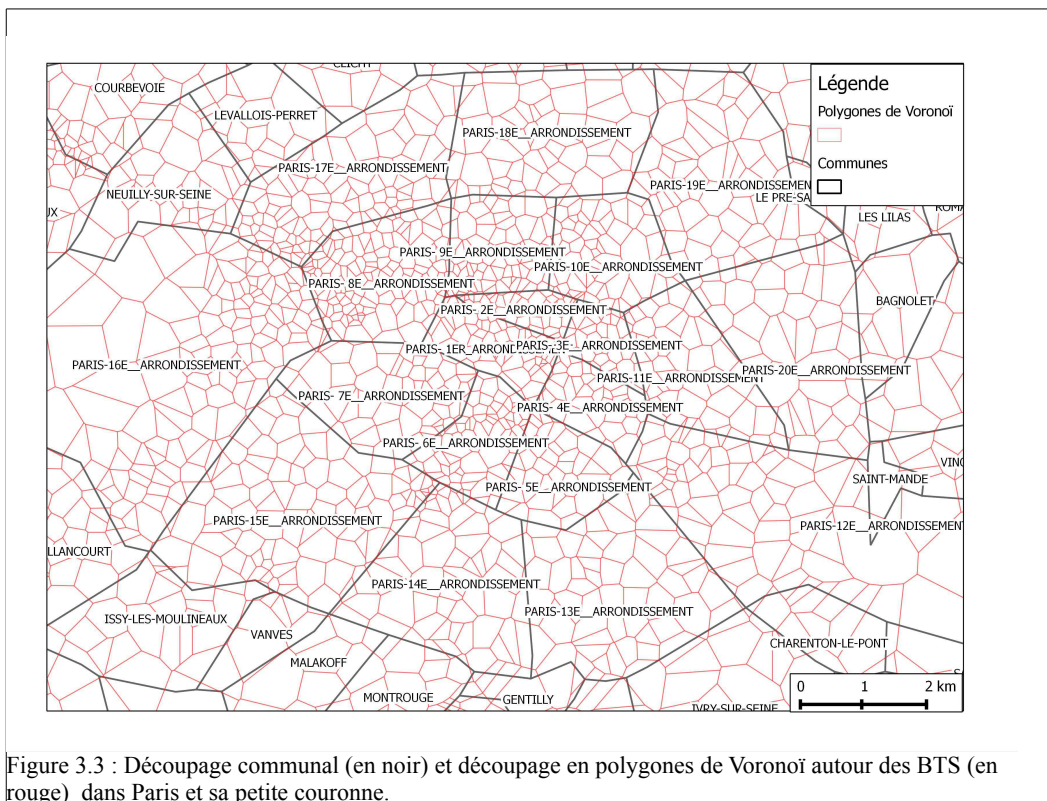 CLICHY
COURBEVOIE
LEVALLOIS-PERRET
PARIS-18E__ARRONDISSEMENT
PARIS-17E__ARRONDISSEMENT
NEUILLY-SUR-SEINE
PARIS-19E__ARRONDISSEMEN
LE PRE-SA
UX
LES LILAS
ROMA
PARIS- 9E__ARRONDISSEMENT
PARIS-10E__ARRONDISSEMENT
PARIS- 8E__ARRONDISSEMENT
BAGNOLET
PARIS- 2E__ARRONDISSEMENT
PARIS- 1ER_ARRONDISSEME
PARIS- 3E__ARRONDISSEMENT
PARIS-16E__ARRONDISSEMENT
PARIS-20E__ARRONDISSEMENT
PARIS-11E__ARRONDISSEMENT
PARIS- 7E__ARRONDISSEMENT
PARIS- 4E__ARRONDISSEMENT
PARIS- 6E__ARRONDISSEMENT
VINC
SAINT-MANDE
PARIS- 5E__ARRONDISSEMENT
PARIS-15E__ARRONDISSEMENT
PARIS-12E__ARRONDISSEMENT
LLANCOURT
PARIS-14E__ARRONDISSEMENT
PARIS-13E__ARRONDISSEMENT
ISSY-LES-MOULINEAUX
VANVES
CHARENTON-LE-PONT
MALAKOFF
MONTROUGE
GENTILLY
IVRY-SUR-SEINE
Légende
Polygones de Voronoï
Communes
0 1 2 km
Figure 3.3 : Découpage communal (en noir) et découpage en polygones de Voronoï autour des BTS (en
rouge) dans Paris et sa petite couronne.